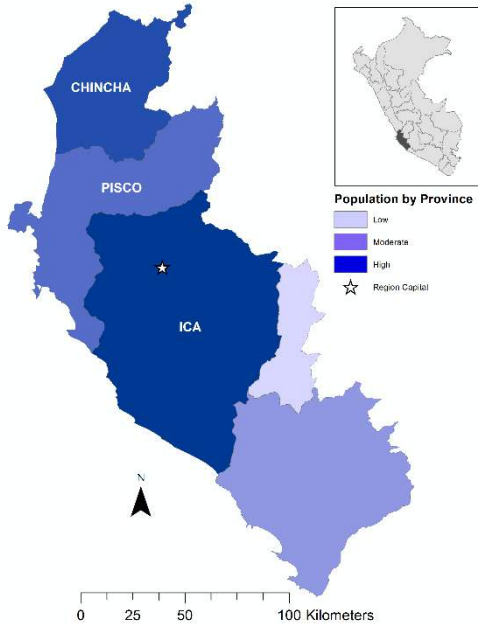 CHINCHA
PISCO
ICA
Population by Province
Low
Moderate
High
Region Capital
N
0 25 50 100 Kilometers